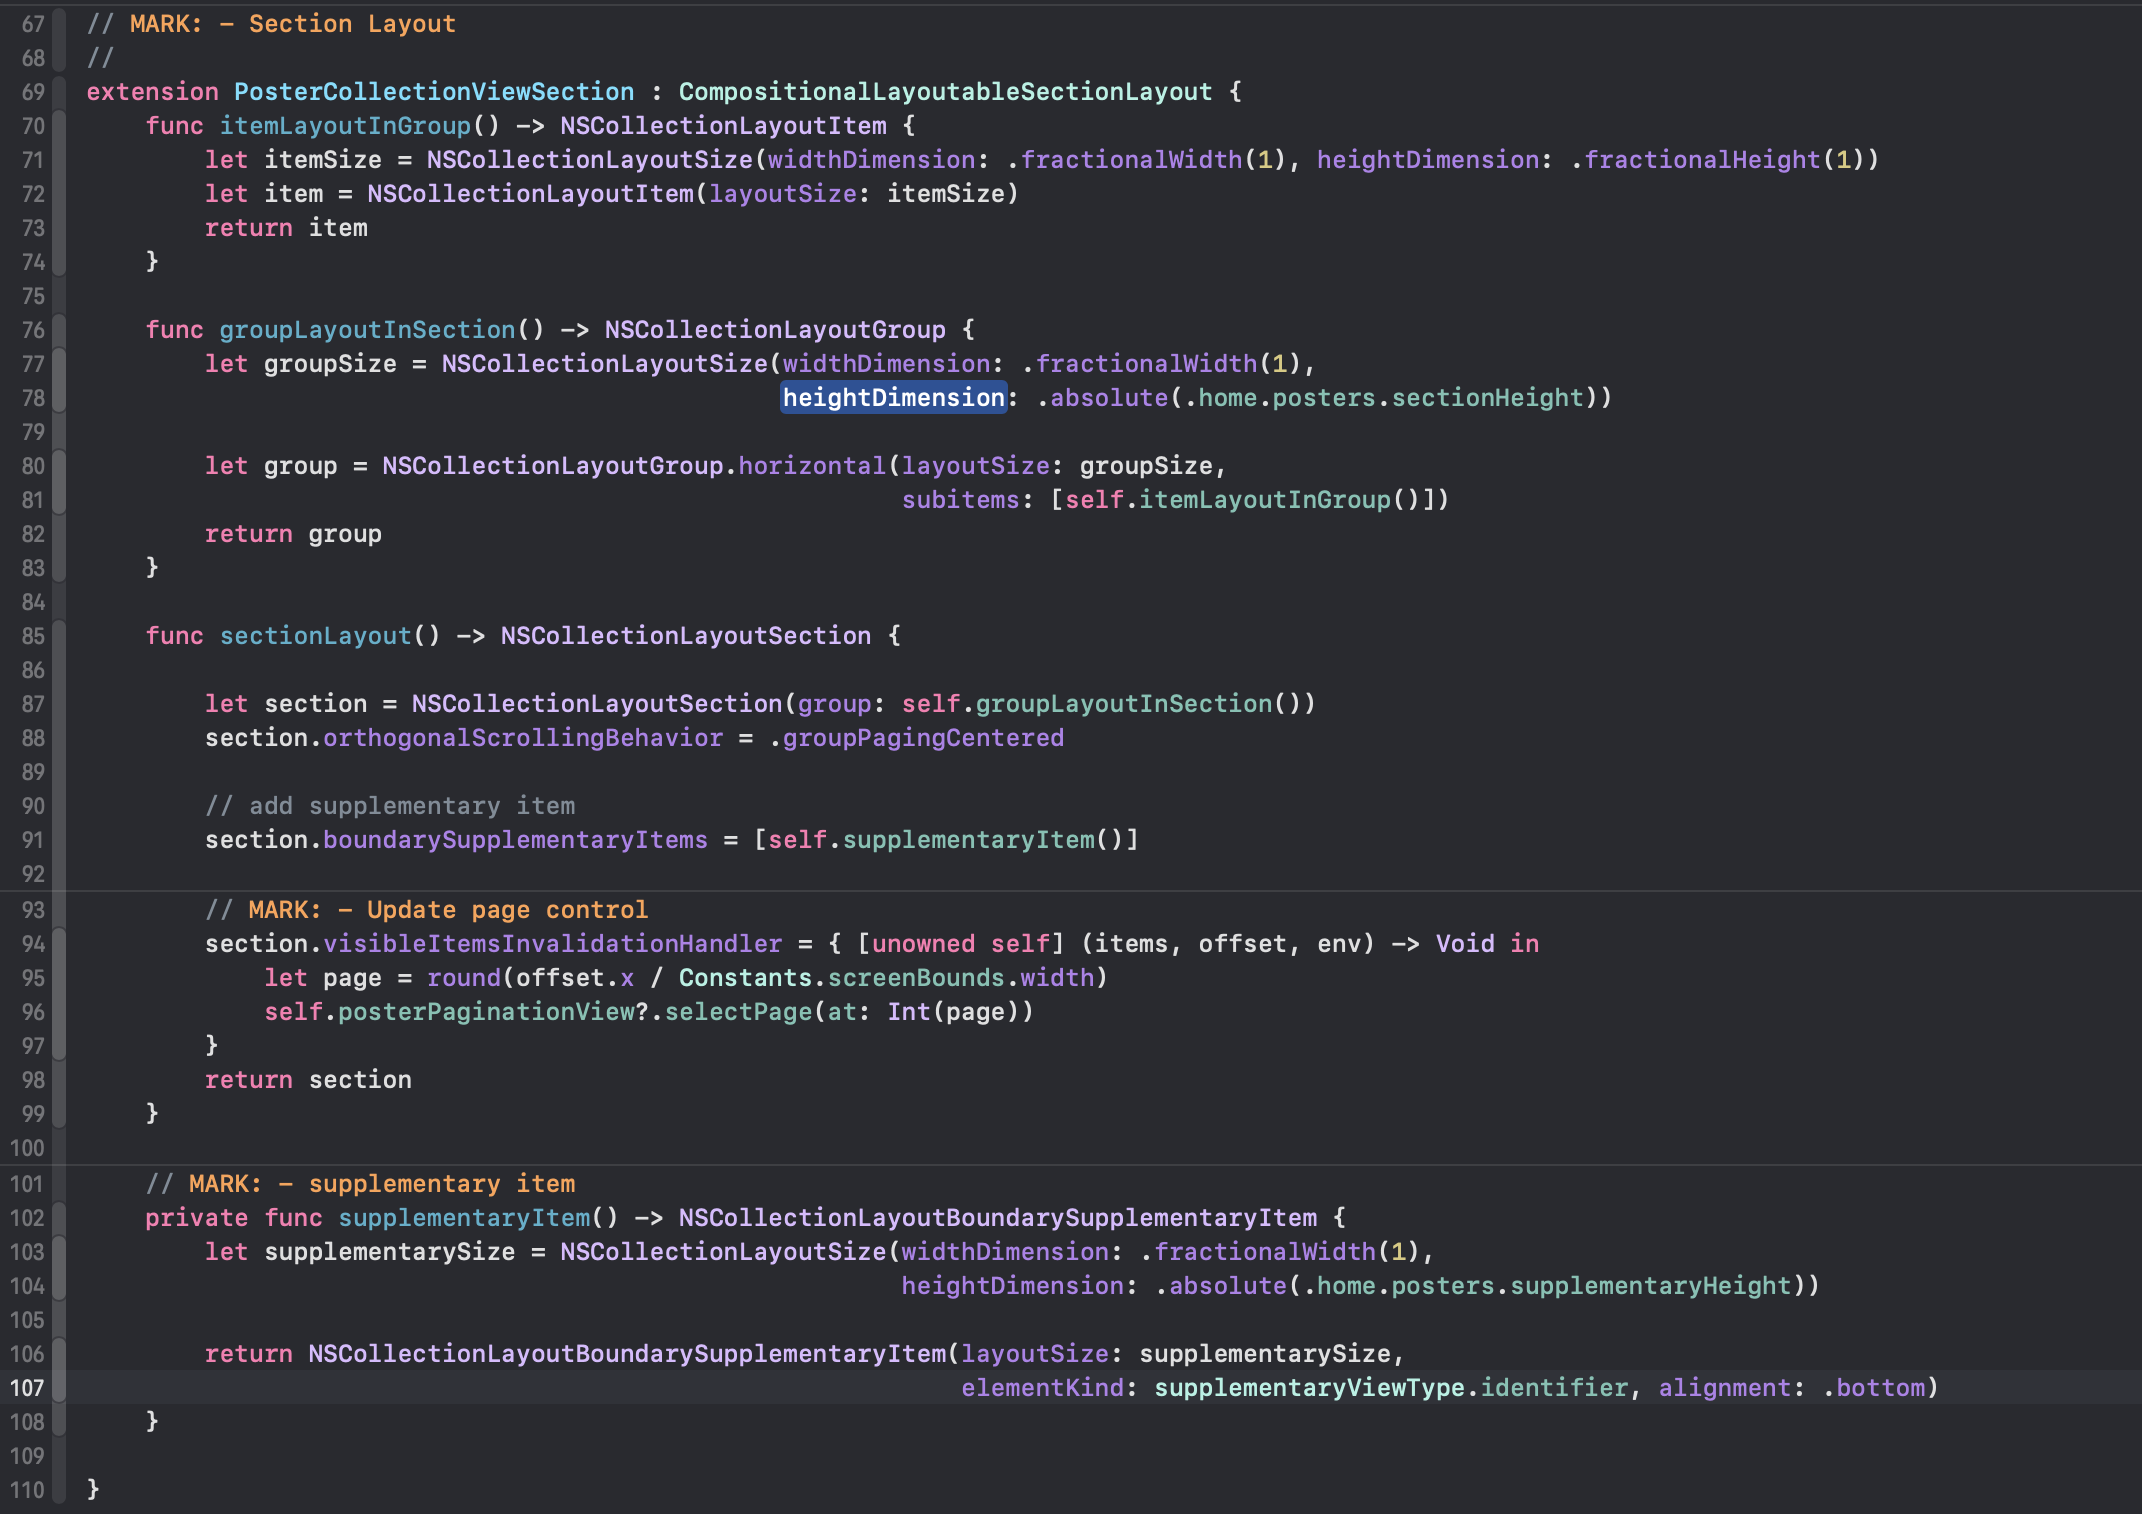 67 // MARK: - Section Layout
68 //
69 extension PosterCollectionViewSection : CompositionalLayoutableSectionLayout {
70     func itemLayoutInGroup() -> NSCollectionLayoutItem {
71         let itemSize = NSCollectionLayoutSize(widthDimension: .fractionalWidth(1), heightDimension: .fractionalHeight(1))
72         let item = NSCollectionLayoutItem(layoutSize: itemSize)
73         return item
74     }
75
76     func groupLayoutInSection() -> NSCollectionLayoutGroup {
77         let groupSize = NSCollectionLayoutSize(widthDimension: .fractionalWidth(1),
78                                                heightDimension: .absolute(.home.posters.sectionHeight))
79
80         let group = NSCollectionLayoutGroup.horizontal(layoutSize: groupSize,
81                                                        subitems: [self.itemLayoutInGroup()])
82         return group
83     }
84
85     func sectionLayout() -> NSCollectionLayoutSection {
86
87         let section = NSCollectionLayoutSection(group: self.groupLayoutInSection())
88         section.orthogonalScrollingBehavior = .groupPagingCentered
89
90         // add supplementary item
91         section.boundarySupplementaryItems = [self.supplementaryItem()]
92
93         // MARK: - Update page control
94         section.visibleItemsInvalidationHandler = { [unowned self] (items, offset, env) -> Void in
95             let page = round(offset.x / Constants.screenBounds.width)
96             self.posterPaginationView?.selectPage(at: Int(page))
97         }
98         return section
99     }
100
101     // MARK: - supplementary item
102     private func supplementaryItem() -> NSCollectionLayoutBoundarySupplementaryItem {
103         let supplementarySize = NSCollectionLayoutSize(widthDimension: .fractionalWidth(1),
104                                                        heightDimension: .absolute(.home.posters.supplementaryHeight))
105
106         return NSCollectionLayoutBoundarySupplementaryItem(layoutSize: supplementarySize,
107                                                            elementKind: supplementaryViewType.identifier, alignment: .bottom)
108     }
109
110 }